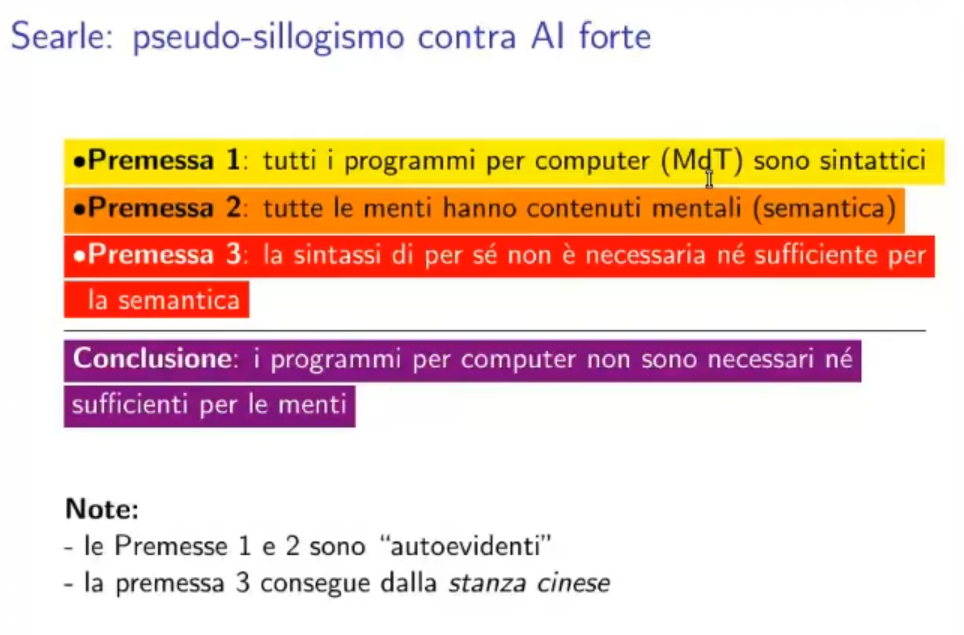 Searle: pseudo-sillogismo contra AI forte
•Premessa 1: tutti i programmi per computer (MdT) sono sintattici
•Premessa 2: tutte le menti hanno contenuti mentali (semantica)
•Premessa 3: la sintassi di per sé non è necessaria né sufficiente per
la semantica
Conclusione: i programmi per computer non sono necessari né
sufficienti per le menti
Note:
- le Premesse 1 e 2 sono “autoevidenti”
- la premessa 3 consegue dalla stanza cinese